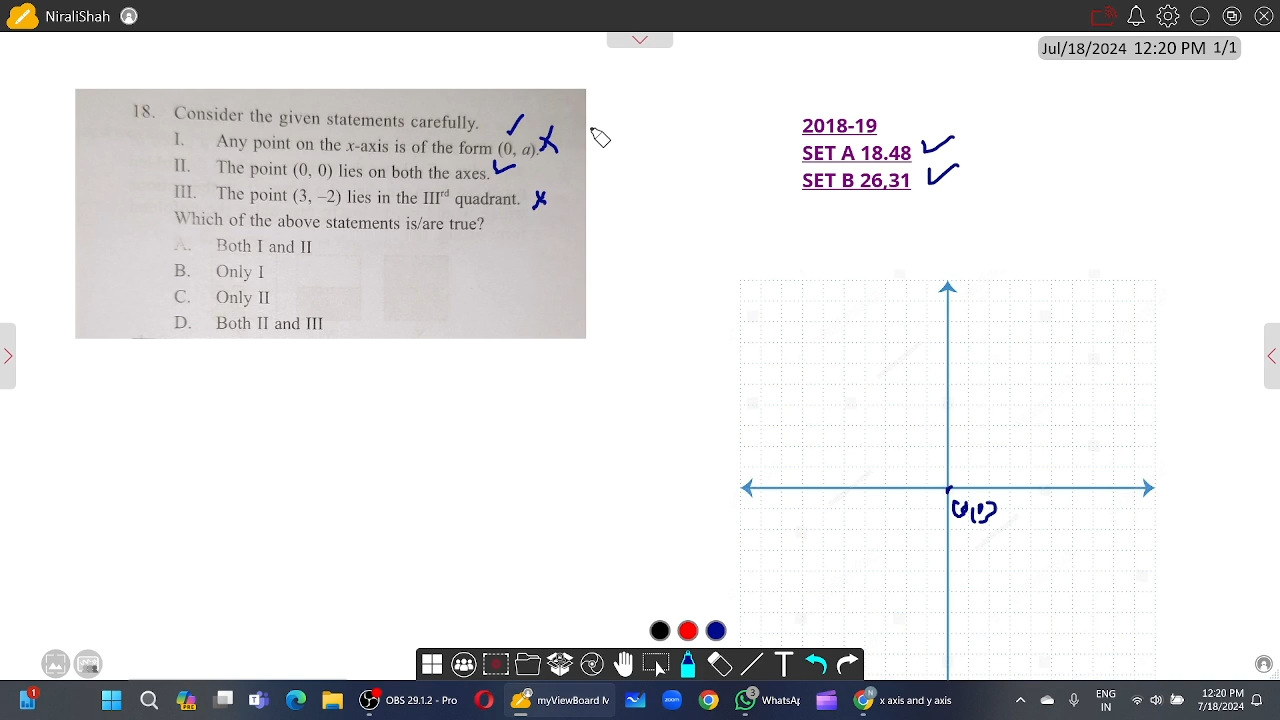 NiraliShah
Jul/18/2024 12:20 PM 1/1
18. Consider the given statements carefully.
I. Any point on the x-axis is of the form (0, a).
II. The point (0, 0) lies on both the axes.
III. The point (3, –2) lies in the IIIrd quadrant.
Which of the above statements is/are true?
A. Both I and II
B. Only I
C. Only II
D. Both II and III
2018-19
SET A 18.48
SET B 26,31
T
1
OBS 29.1.2 - Pro
myViewBoard M
zoom
3
WhatsAp
N
x axis and y axis
ENG
IN
12:20 PM
7/18/2024